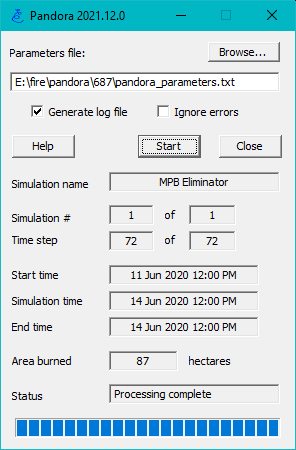 Pandora 2021.12.0
Parameters file:
Browse...
E:\fire\pandora\687\pandora_parameters.txt
Generate log file
Ignore errors
Help
Start
Close
Simulation name
MPB Eliminator
Simulation #
1 of 1
Time step
72 of 72
Start time
11 Jun 2020 12:00 PM
Simulation time
14 Jun 2020 12:00 PM
End time
14 Jun 2020 12:00 PM
Area burned
87 hectares
Status
Processing complete